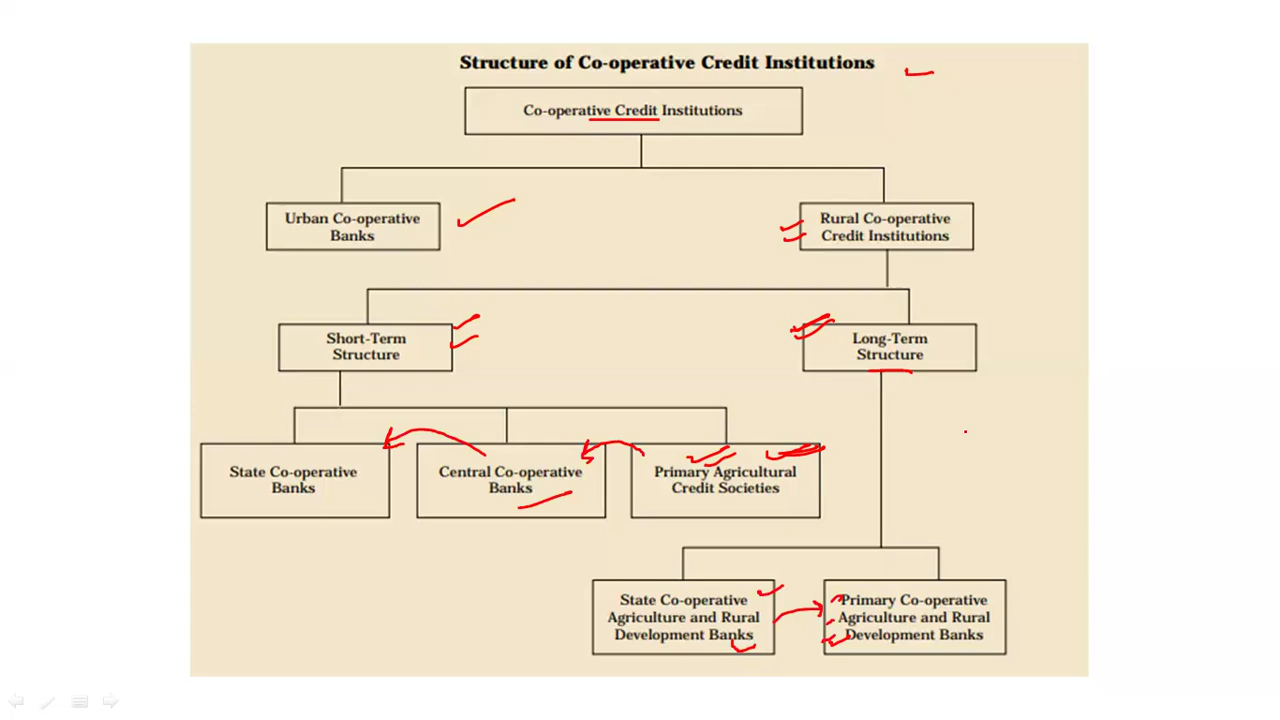 Structure of Co-operative Credit Institutions
Co-operative Credit Institutions
Urban Co-operative
Banks
Rural Co-operative
Credit Institutions
Short-Term
Structure
Long-Term
Structure
State Co-operative
Banks
Central Co-operative
Banks
Primary Agricultural
Credit Societies
State Co-operative
Agriculture and Rural
Development Banks
Primary Co-operative
Agriculture and Rural
Development Banks